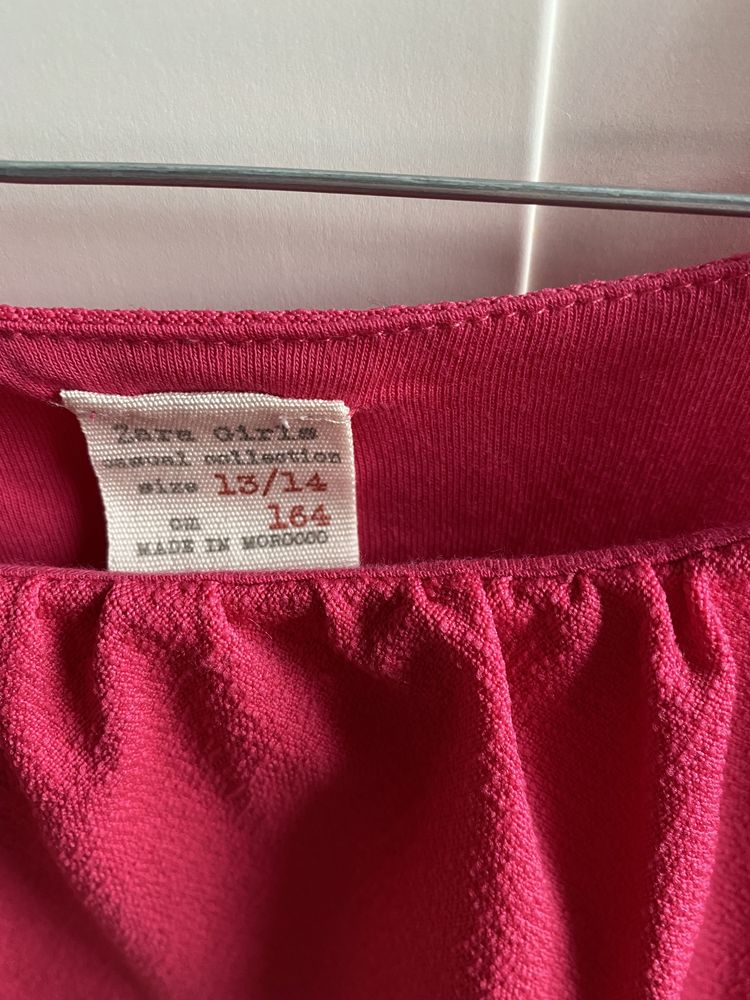 Zara Girls
casual collection
size 13/14
cm 164
MADE IN MOROCCO